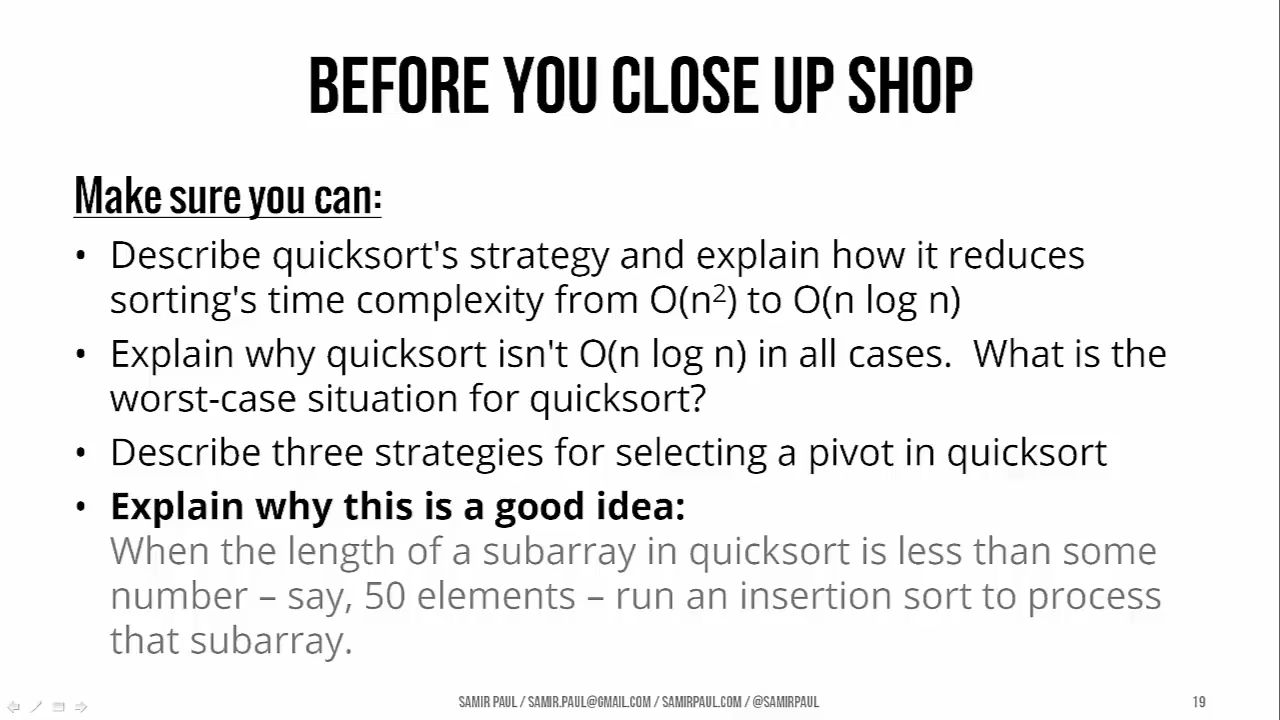 BEFORE YOU CLOSE UP SHOP
Make sure you can:
• Describe quicksort's strategy and explain how it reduces
sorting's time complexity from O(n²) to O(n log n)
• Explain why quicksort isn't O(n log n) in all cases.  What is the
worst-case situation for quicksort?
• Describe three strategies for selecting a pivot in quicksort
• Explain why this is a good idea:
When the length of a subarray in quicksort is less than some
number – say, 50 elements – run an insertion sort to process
that subarray.
SAMIR PAUL / SAMIR.PAUL@GMAIL.COM / SAMIRPAUL.COM / @SAMIRPAUL
19